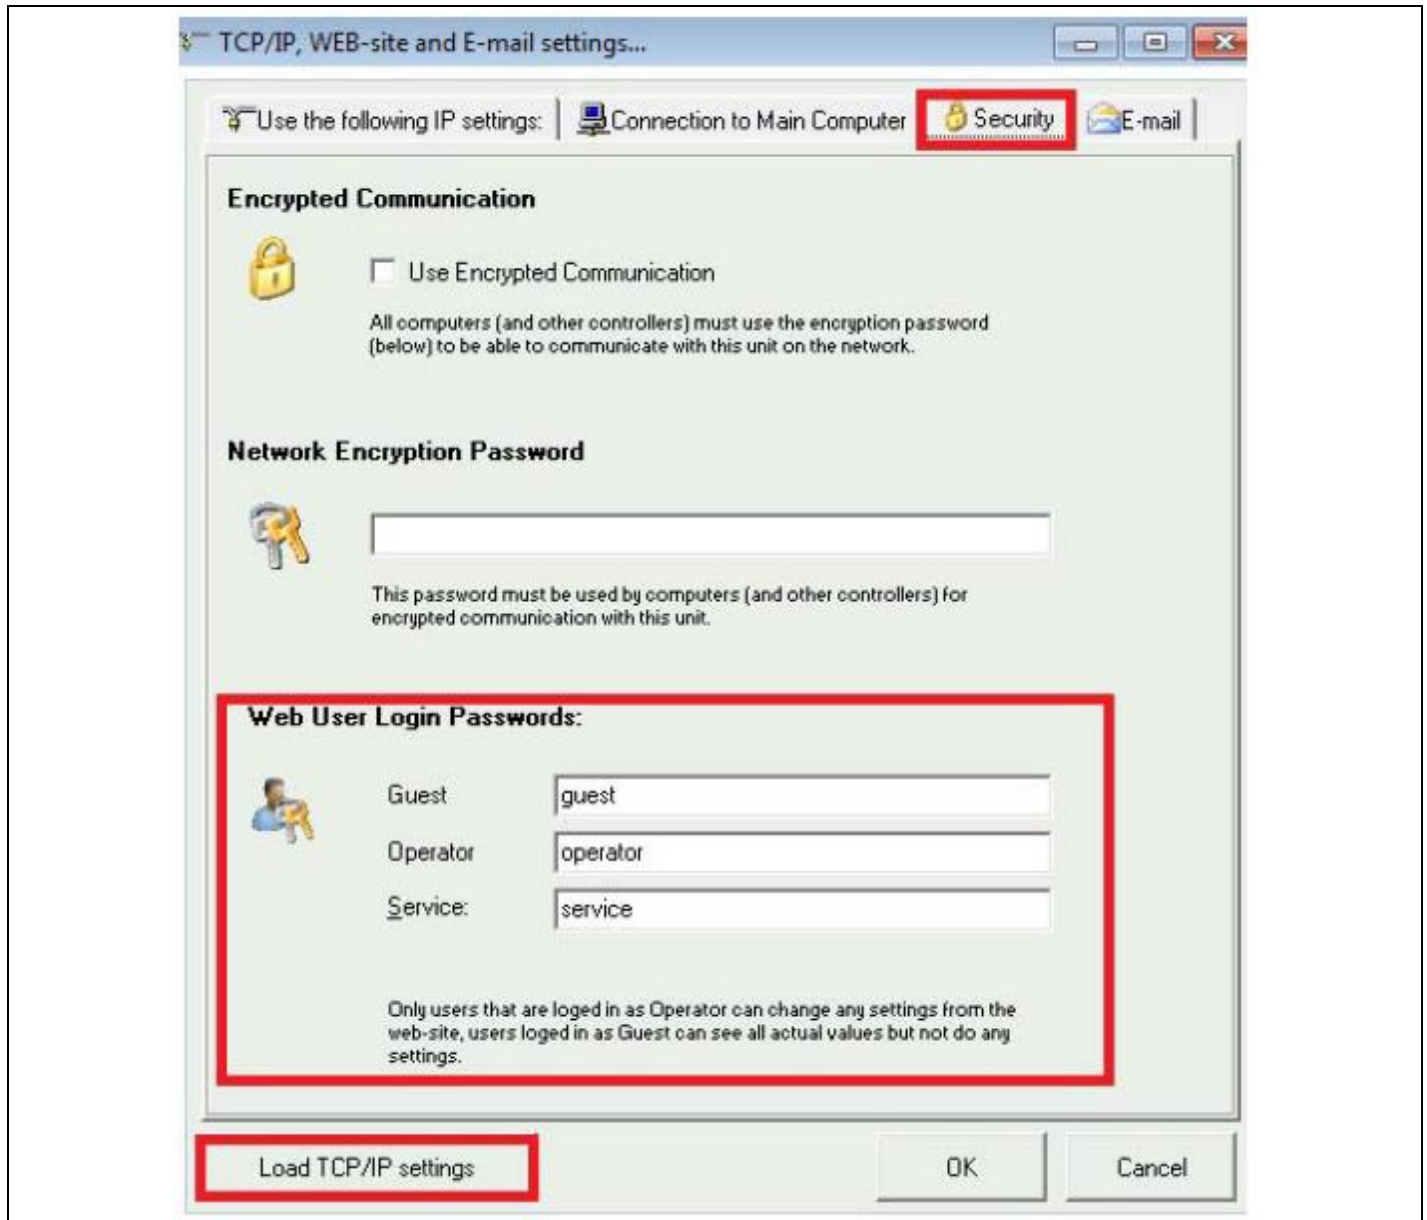 TCP/IP, WEB-site and E-mail settings...
Use the following IP settings: Connection to Main Computer Security E-mail
Encrypted Communication
Use Encrypted Communication
All computers (and other controllers) must use the encryption password
(below) to be able to communicate with this unit on the network.
Network Encryption Password
This password must be used by computers (and other controllers) for
encrypted communication with this unit.
Web User Login Passwords:
Guest guest
Operator operator
Service: service
Only users that are loged in as Operator can change any settings from the
web-site, users loged in as Guest can see all actual values but not do any
settings.
Load TCP/IP settings OK Cancel